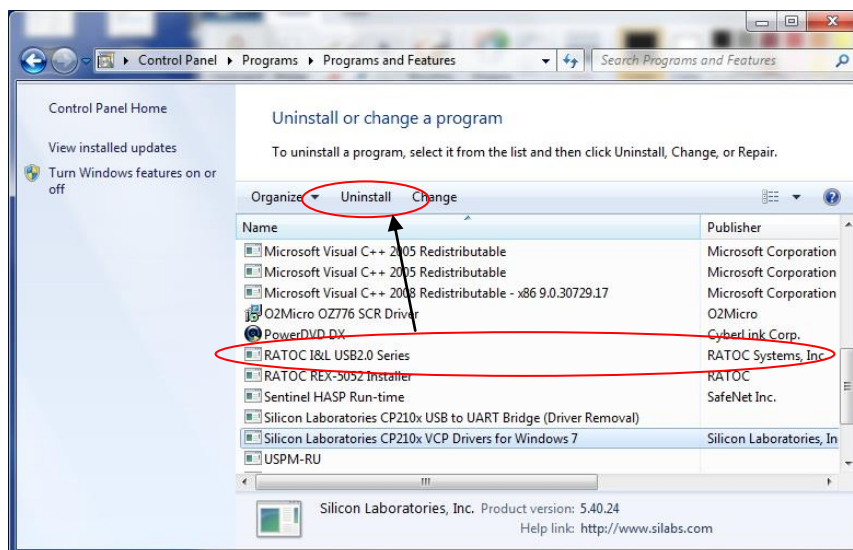 Control Panel ▸ Programs ▸ Programs and Features
Search Programs and Features
Control Panel Home
View installed updates
Turn Windows features on or
off
Uninstall or change a program
To uninstall a program, select it from the list and then click Uninstall, Change, or Repair.
Organize Uninstall Change
Name Publisher
Microsoft Visual C++ 2005 Redistributable Microsoft Corporation
Microsoft Visual C++ 2005 Redistributable Microsoft Corporation
Microsoft Visual C++ 2008 Redistributable - x86 9.0.30729.17 Microsoft Corporation
O2Micro OZ776 SCR Driver O2Micro
PowerDVD DX CyberLink Corp.
RATOC I&L USB2.0 Series RATOC Systems, Inc.
RATOC REX-5052 Installer RATOC
Sentinel HASP Run-time SafeNet Inc.
Silicon Laboratories CP210x USB to UART Bridge (Driver Removal)
Silicon Laboratories CP210x VCP Drivers for Windows 7 Silicon Laboratories, In
USPM-RU
Silicon Laboratories, Inc. Product version: 5.40.24
Help link: http://www.silabs.com